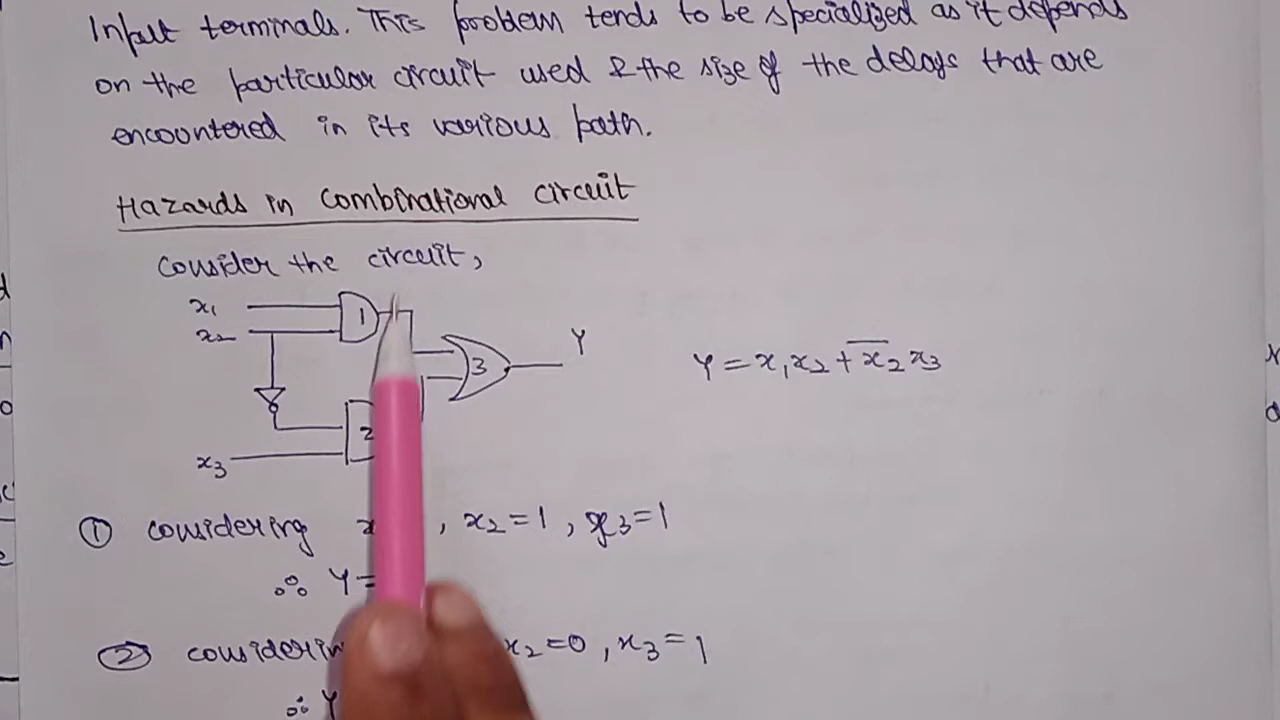 Input terminals. This problem tends to be specialized as it depends
on the particular circuit used & the size of the delays that are
encountered in its various path.
Hazards in combinational circuit
Consider the circuit,
x₁
x₂
1
3
Y
Y = x₁x₂ + x̅₂x₃
2
x₃
① considering , x₂=1, x₃=1
∴ Y=
② considerin x₂=0, x₃=1
∴ Y